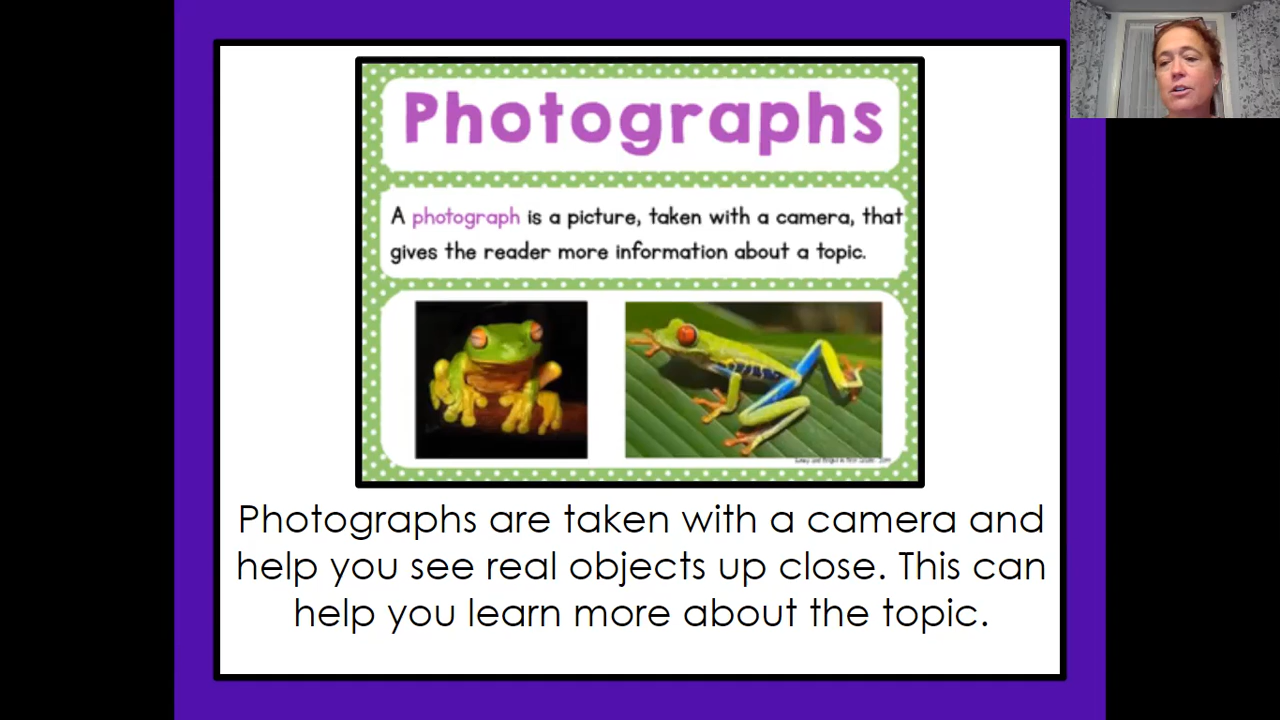 Photographs
A photograph is a picture, taken with a camera, that
gives the reader more information about a topic.
Photographs are taken with a camera and
help you see real objects up close. This can
help you learn more about the topic.